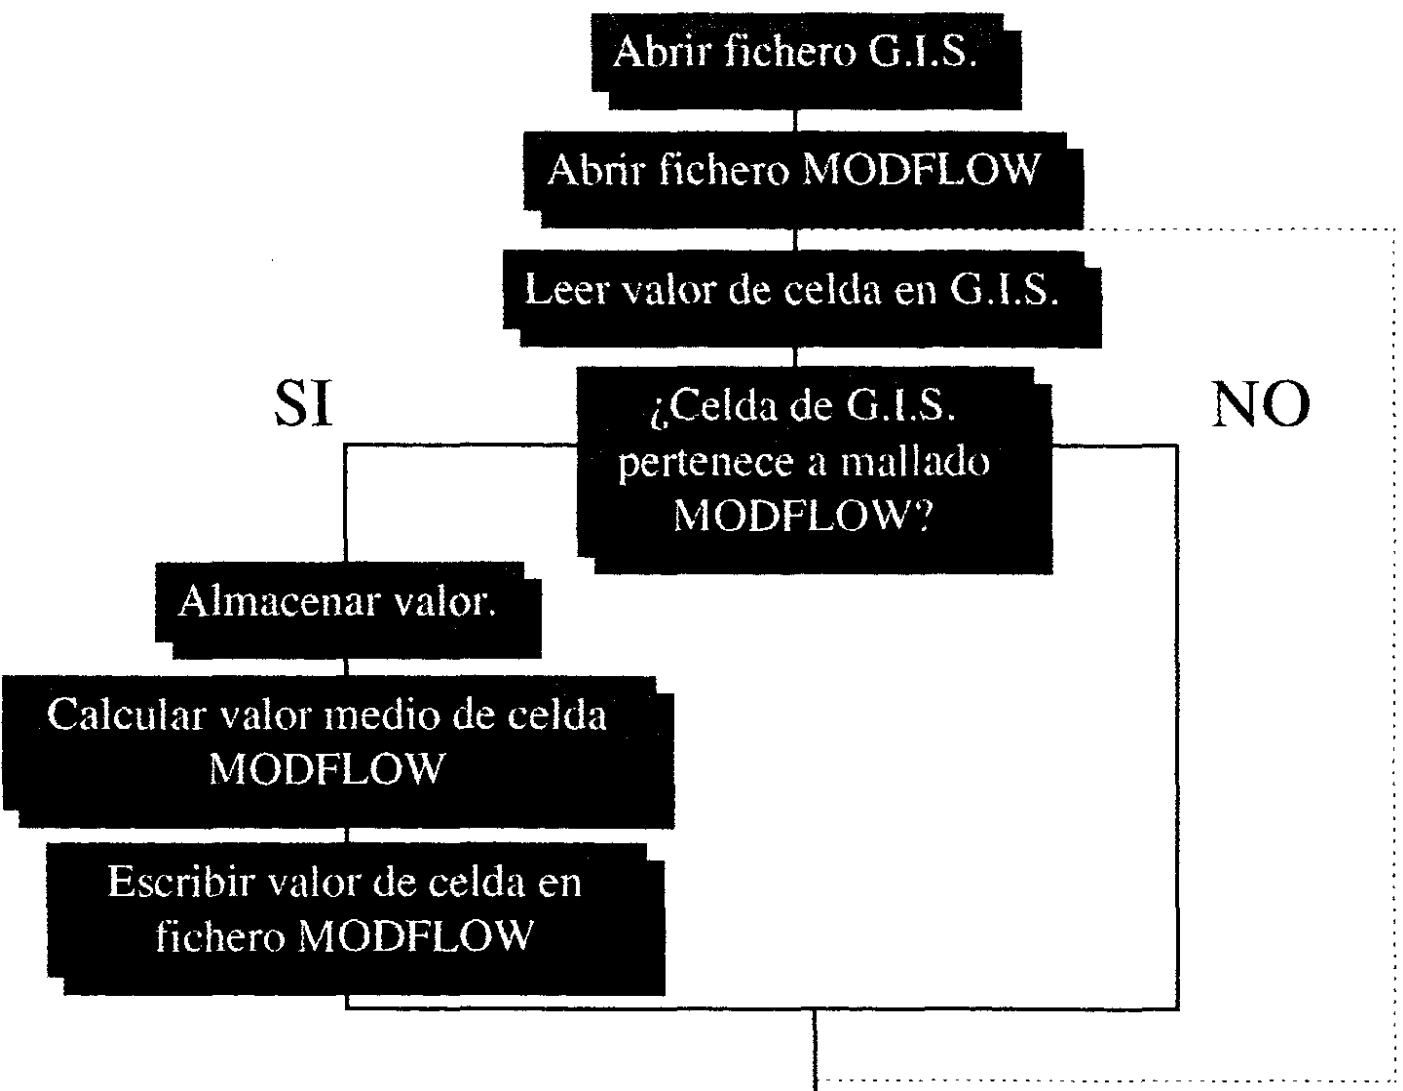 Abrir fichero G.I.S.
Abrir fichero MODFLOW
Leer valor de celda en G.I.S.
SI
¿Celda de G.I.S.
pertenece a mallado
MODFLOW?
NO
Almacenar valor.
Calcular valor medio de celda
MODFLOW
Escribir valor de celda en
fichero MODFLOW